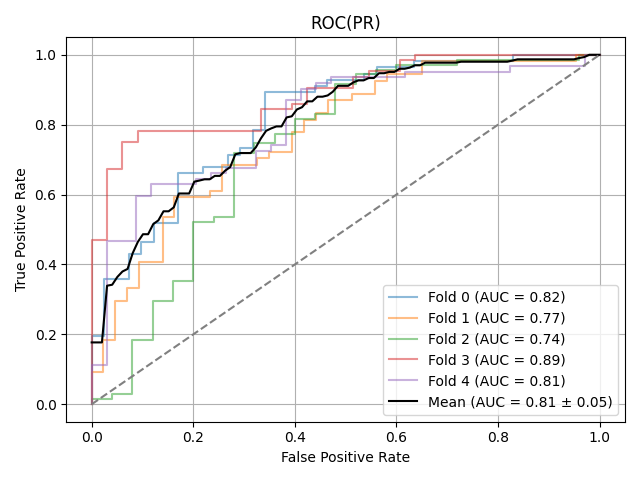 ROC(PR)
True Positive Rate
1.0
0.8
0.6
0.4
0.2
0.0
Fold 0 (AUC = 0.82)
Fold 1 (AUC = 0.77)
Fold 2 (AUC = 0.74)
Fold 3 (AUC = 0.89)
Fold 4 (AUC = 0.81)
Mean (AUC = 0.81 ± 0.05)
0.0 0.2 0.4 0.6 0.8 1.0
False Positive Rate